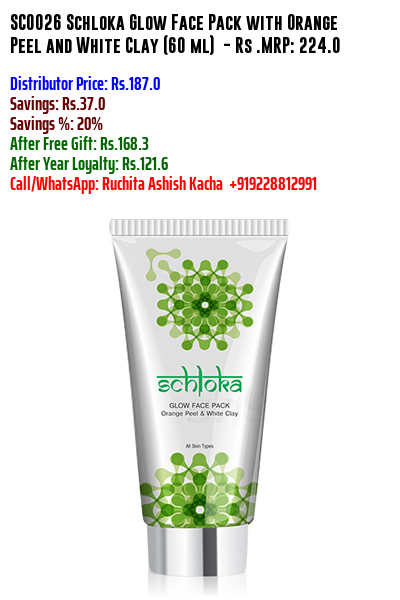 SC0026 Schloka Glow Face Pack with Orange
Peel and White Clay (60 ml)  - Rs .MRP: 224.0
Distributor Price: Rs.187.0
Savings: Rs.37.0
Savings %: 20%
After Free Gift: Rs.168.3
After Year Loyalty: Rs.121.6
Call/WhatsApp: Ruchita Ashish Kacha  +919228812991
schloka
GLOW FACE PACK
Orange Peel & White Clay
All Skin Types